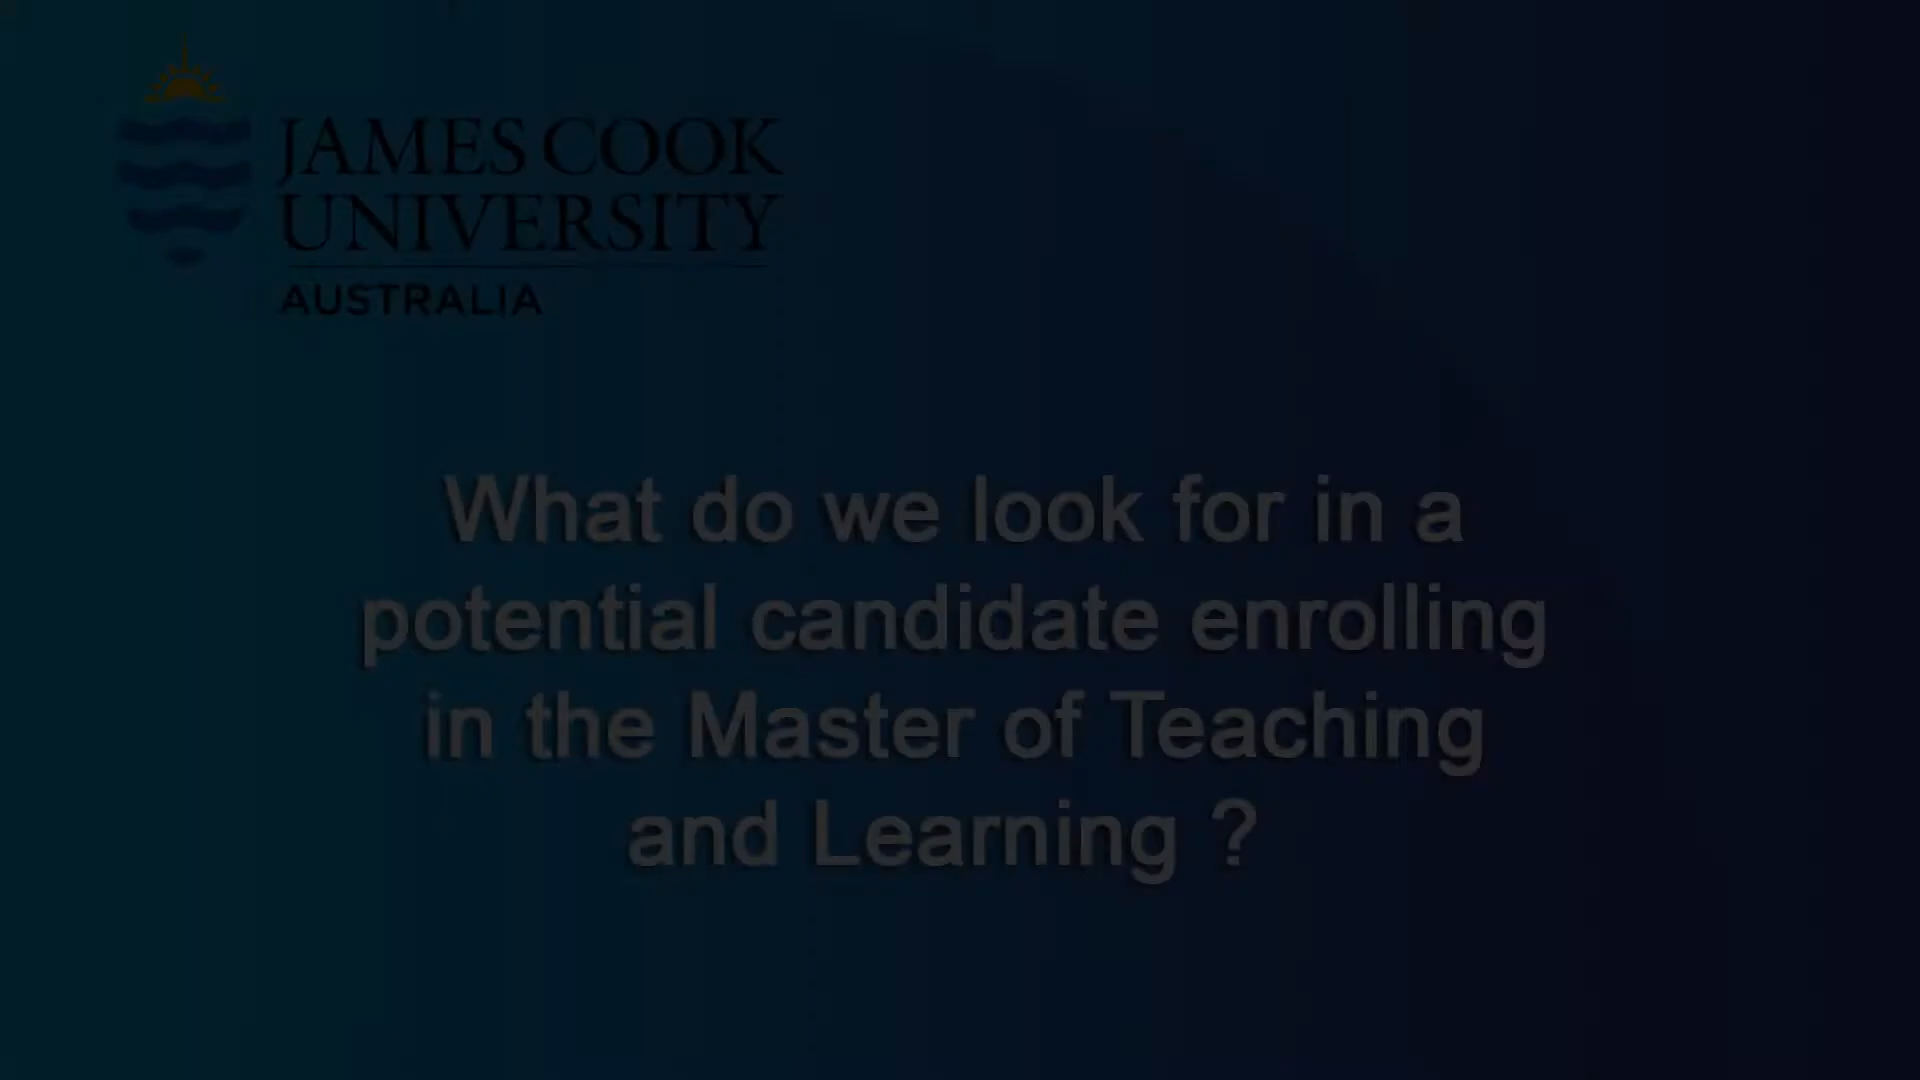 JAMES COOK
UNIVERSITY
AUSTRALIA
What do we look for in a
potential candidate enrolling
in the Master of Teaching
and Learning ?